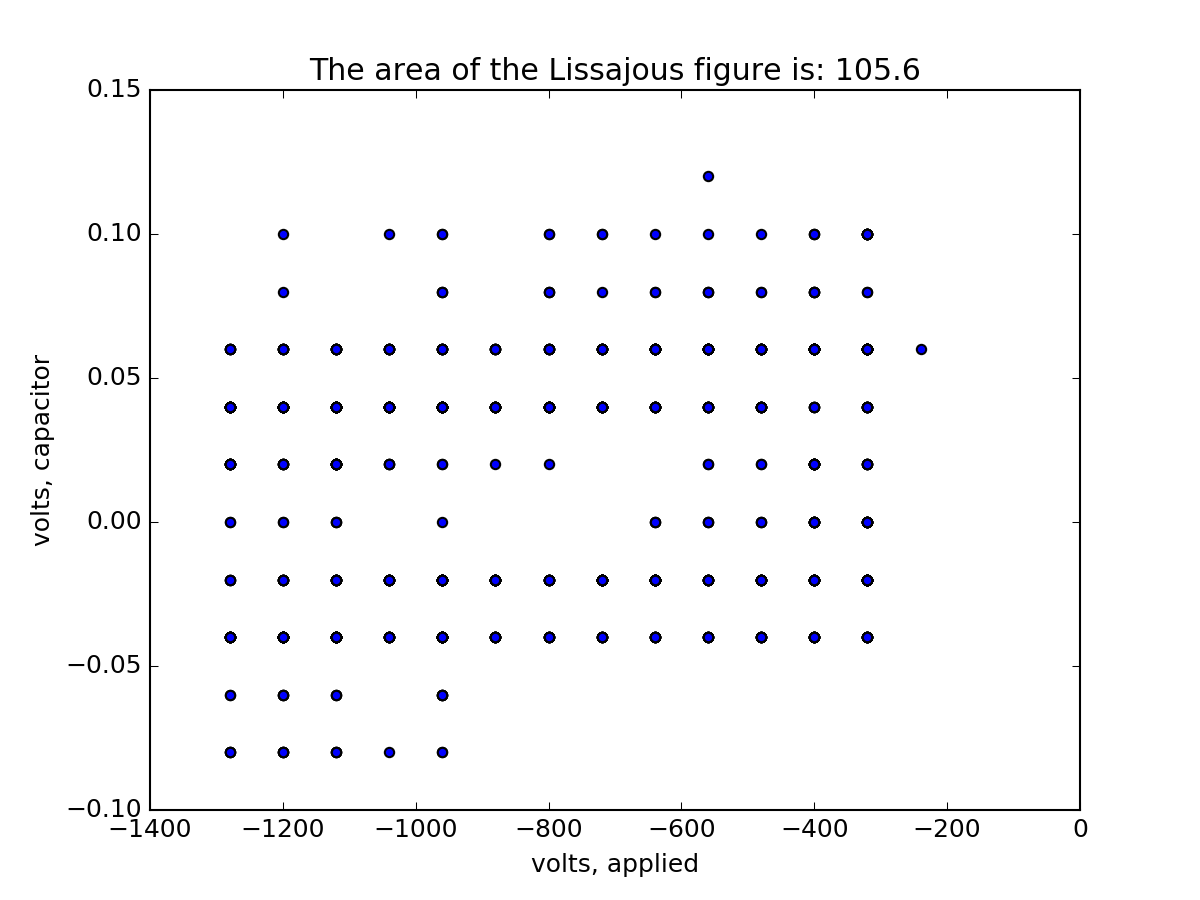 The area of the Lissajous figure is: 105.6
0.15
0.10
0.05
0.00
−0.05
−0.10
volts, capacitor
−1400 −1200 −1000 −800 −600 −400 −200 0
volts, applied